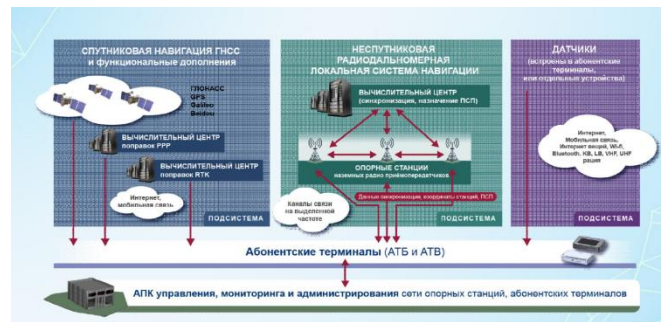 СПУТНИКОВАЯ НАВИГАЦИЯ ГНСС
и функциональные дополнения
ГЛОНАСС
GPS
Galileo
Beidou
ВЫЧИСЛИТЕЛЬНЫЙ ЦЕНТР
поправок PPP
ВЫЧИСЛИТЕЛЬНЫЙ ЦЕНТР
поправок RTK
Интернет,
мобильная связь
ПОДСИСТЕМА
НЕСПУТНИКОВАЯ
РАДИОДАЛЬНОМЕРНАЯ
ЛОКАЛЬНАЯ СИСТЕМА НАВИГАЦИИ
ВЫЧИСЛИТЕЛЬНЫЙ ЦЕНТР
(синхронизация, назначение ПСП)
ОПОРНЫЕ СТАНЦИИ
наземных радио приёмопередатчиков
Данные синхронизации, координаты станций, ПСП
Каналы связи
на выделенной
частоте
ПОДСИСТЕМА
ДАТЧИКИ
(встроены в абонентские
терминалы,
или отдельные устройства)
Интернет,
Мобильная связь,
Интернет вещей, Wi-Fi,
Bluetooth, KB, LB, VHF, UHF
рация
ПОДСИСТЕМА
Абонентские терминалы (АТБ и АТВ)
АПК управления, мониторинга и администрирования сети опорных станций, абонентских терминалов